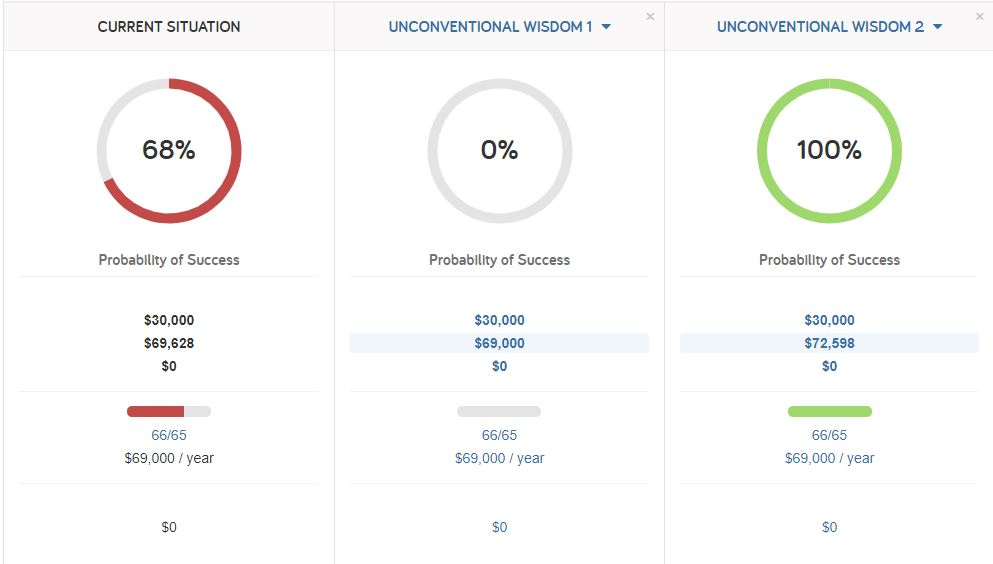 CURRENT SITUATION
UNCONVENTIONAL WISDOM 1
UNCONVENTIONAL WISDOM 2
68%
0%
100%
Probability of Success
Probability of Success
Probability of Success
$30,000
$30,000
$30,000
$69,628
$69,000
$72,598
$0
$0
$0
66/65
66/65
66/65
$69,000 / year
$69,000 / year
$69,000 / year
$0
$0
$0